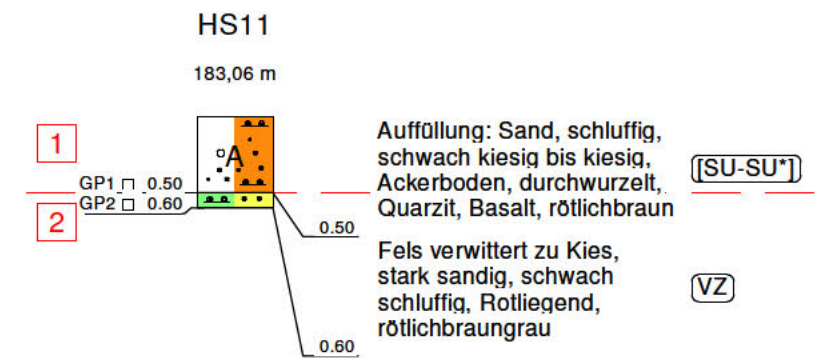 HS11
183,06 m
1
A
GP1 0.50
GP2 0.60
2
0.50
0.60
Auffüllung: Sand, schluffig,
schwach kiesig bis kiesig,
Ackerboden, durchwurzelt,
Quarzit, Basalt, rötlichbraun
[SU-SU*]
Fels verwittert zu Kies,
stark sandig, schwach
schluffig, Rotliegend,
rötlichbraungrau
VZ